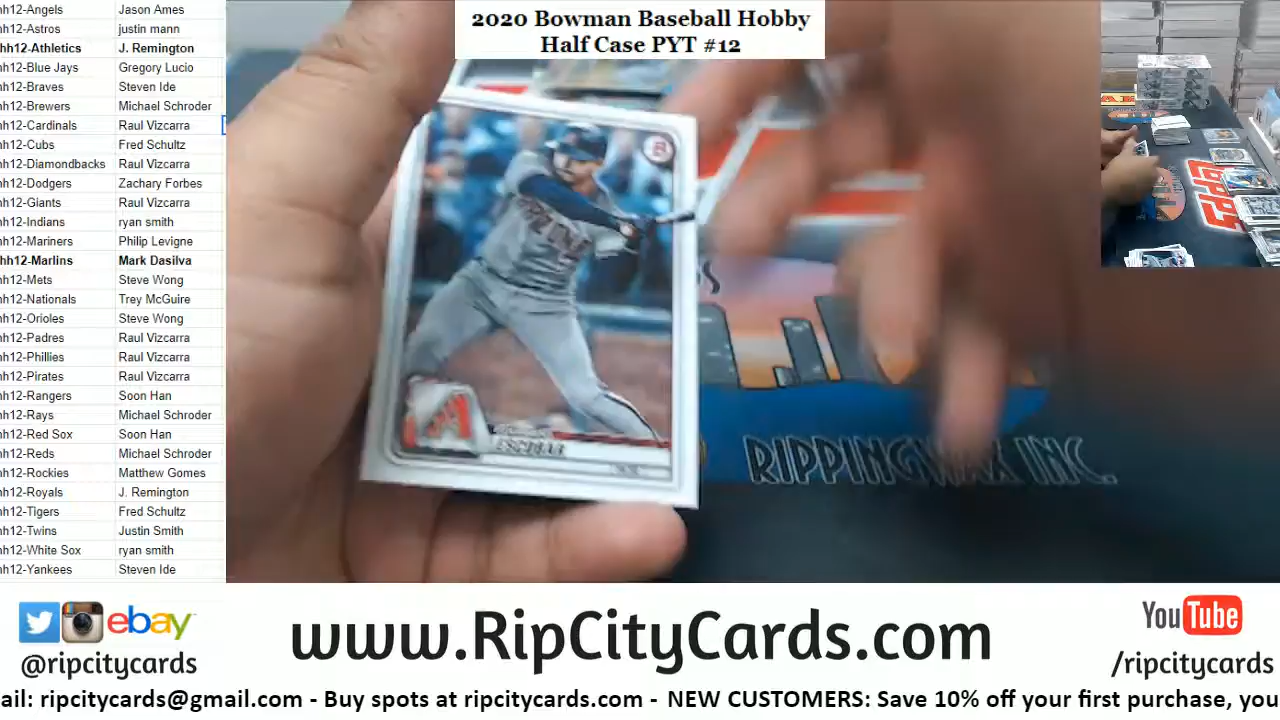 2020 Bowman Baseball Hobby
Half Case PYT #12
hh12-Angels Jason Ames
hh12-Astros justin mann
hh12-Athletics J. Remington
hh12-Blue Jays Gregory Lucio
hh12-Braves Steven Ide
hh12-Brewers Michael Schroder
hh12-Cardinals Raul Vizcarra
hh12-Cubs Fred Schultz
hh12-Diamondbacks Raul Vizcarra
hh12-Dodgers Zachary Forbes
hh12-Giants Raul Vizcarra
hh12-Indians ryan smith
hh12-Mariners Philip Levigne
hh12-Marlins Mark Dasilva
hh12-Mets Steve Wong
hh12-Nationals Trey McGuire
hh12-Orioles Steve Wong
hh12-Padres Raul Vizcarra
hh12-Phillies Raul Vizcarra
hh12-Pirates Raul Vizcarra
hh12-Rangers Soon Han
hh12-Rays Michael Schroder
hh12-Red Sox Soon Han
hh12-Reds Michael Schroder
hh12-Rockies Matthew Gomes
hh12-Royals J. Remington
hh12-Tigers Fred Schultz
hh12-Twins Justin Smith
hh12-White Sox ryan smith
hh12-Yankees Steven Ide
B
ESCOBAR
RIPPINGWAX INC.
TOPPS
ebay
@ripcitycards
www.RipCityCards.com
YouTube
/ripcitycards
ail: ripcitycards@gmail.com - Buy spots at ripcitycards.com - NEW CUSTOMERS: Save 10% off your first purchase, you